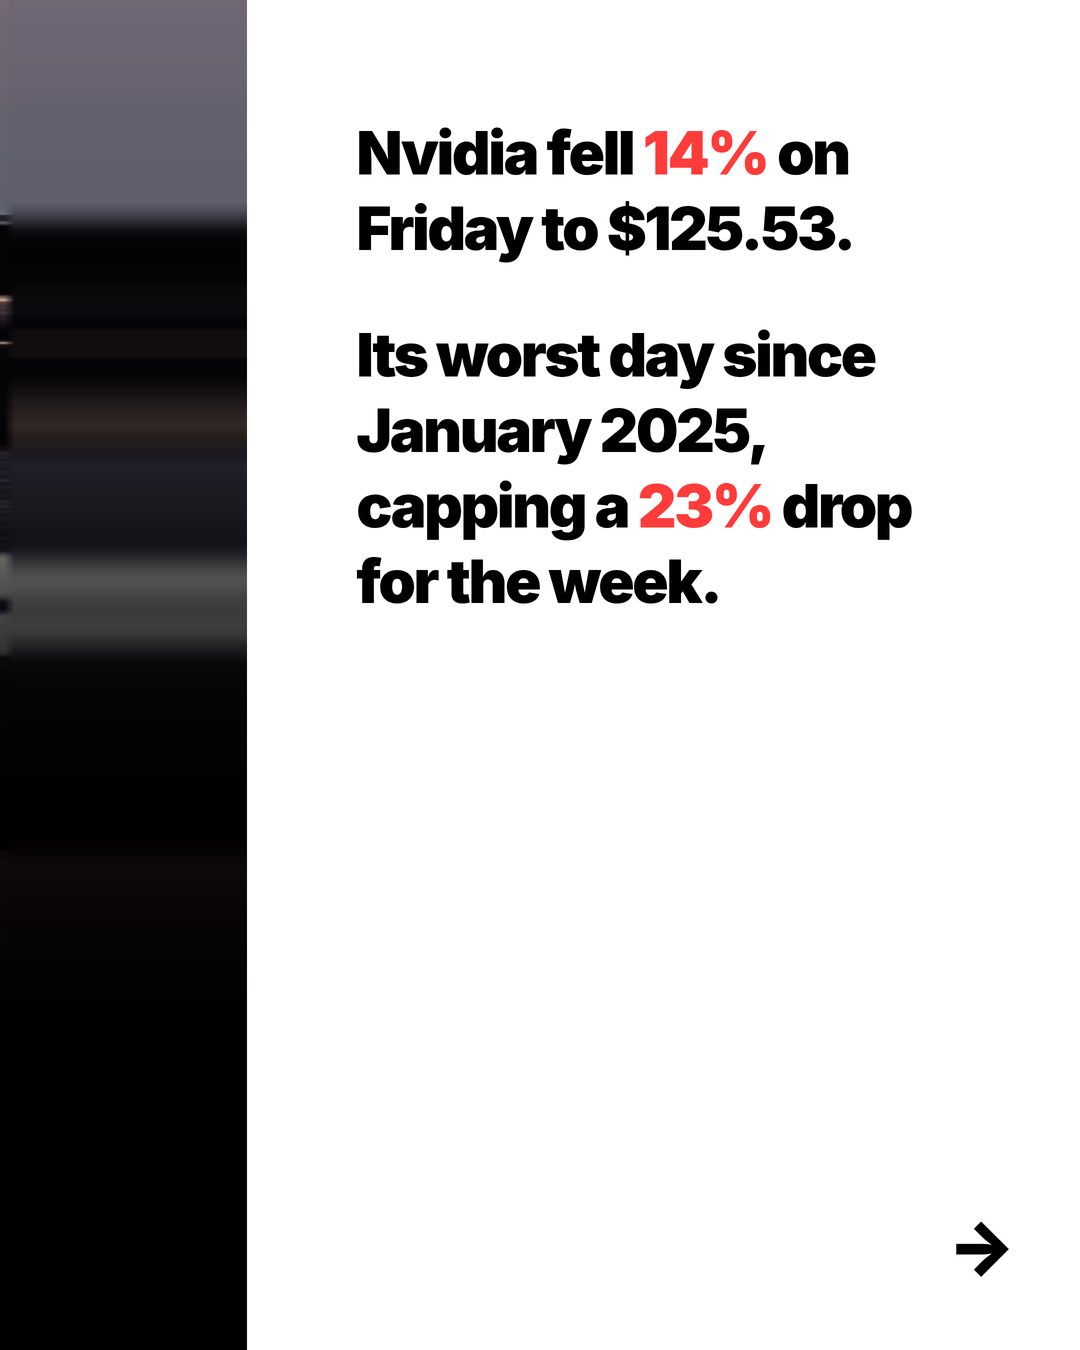 Nvidia fell 14% on
Friday to $125.53.
Its worst day since
January 2025,
capping a 23% drop
for the week.